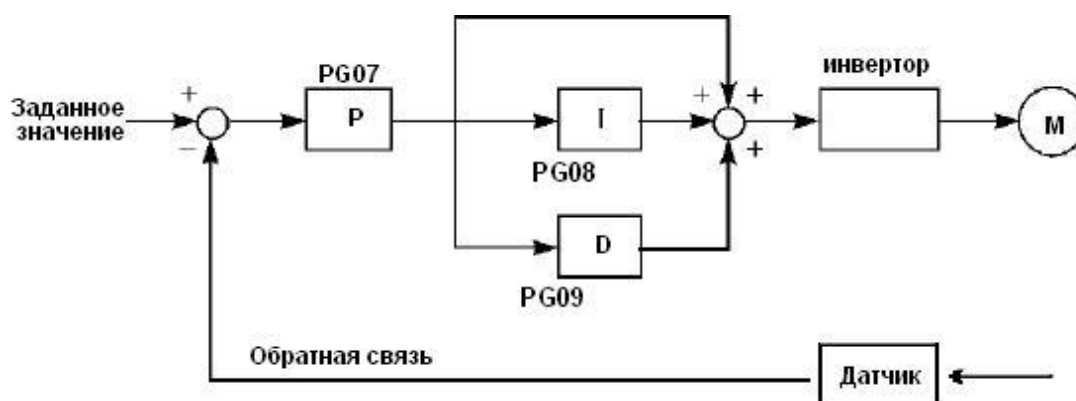 PG07
инвертор
+
Заданное
значение
P
I
+
+
M
−
+
PG08
D
PG09
Обратная связь
Датчик